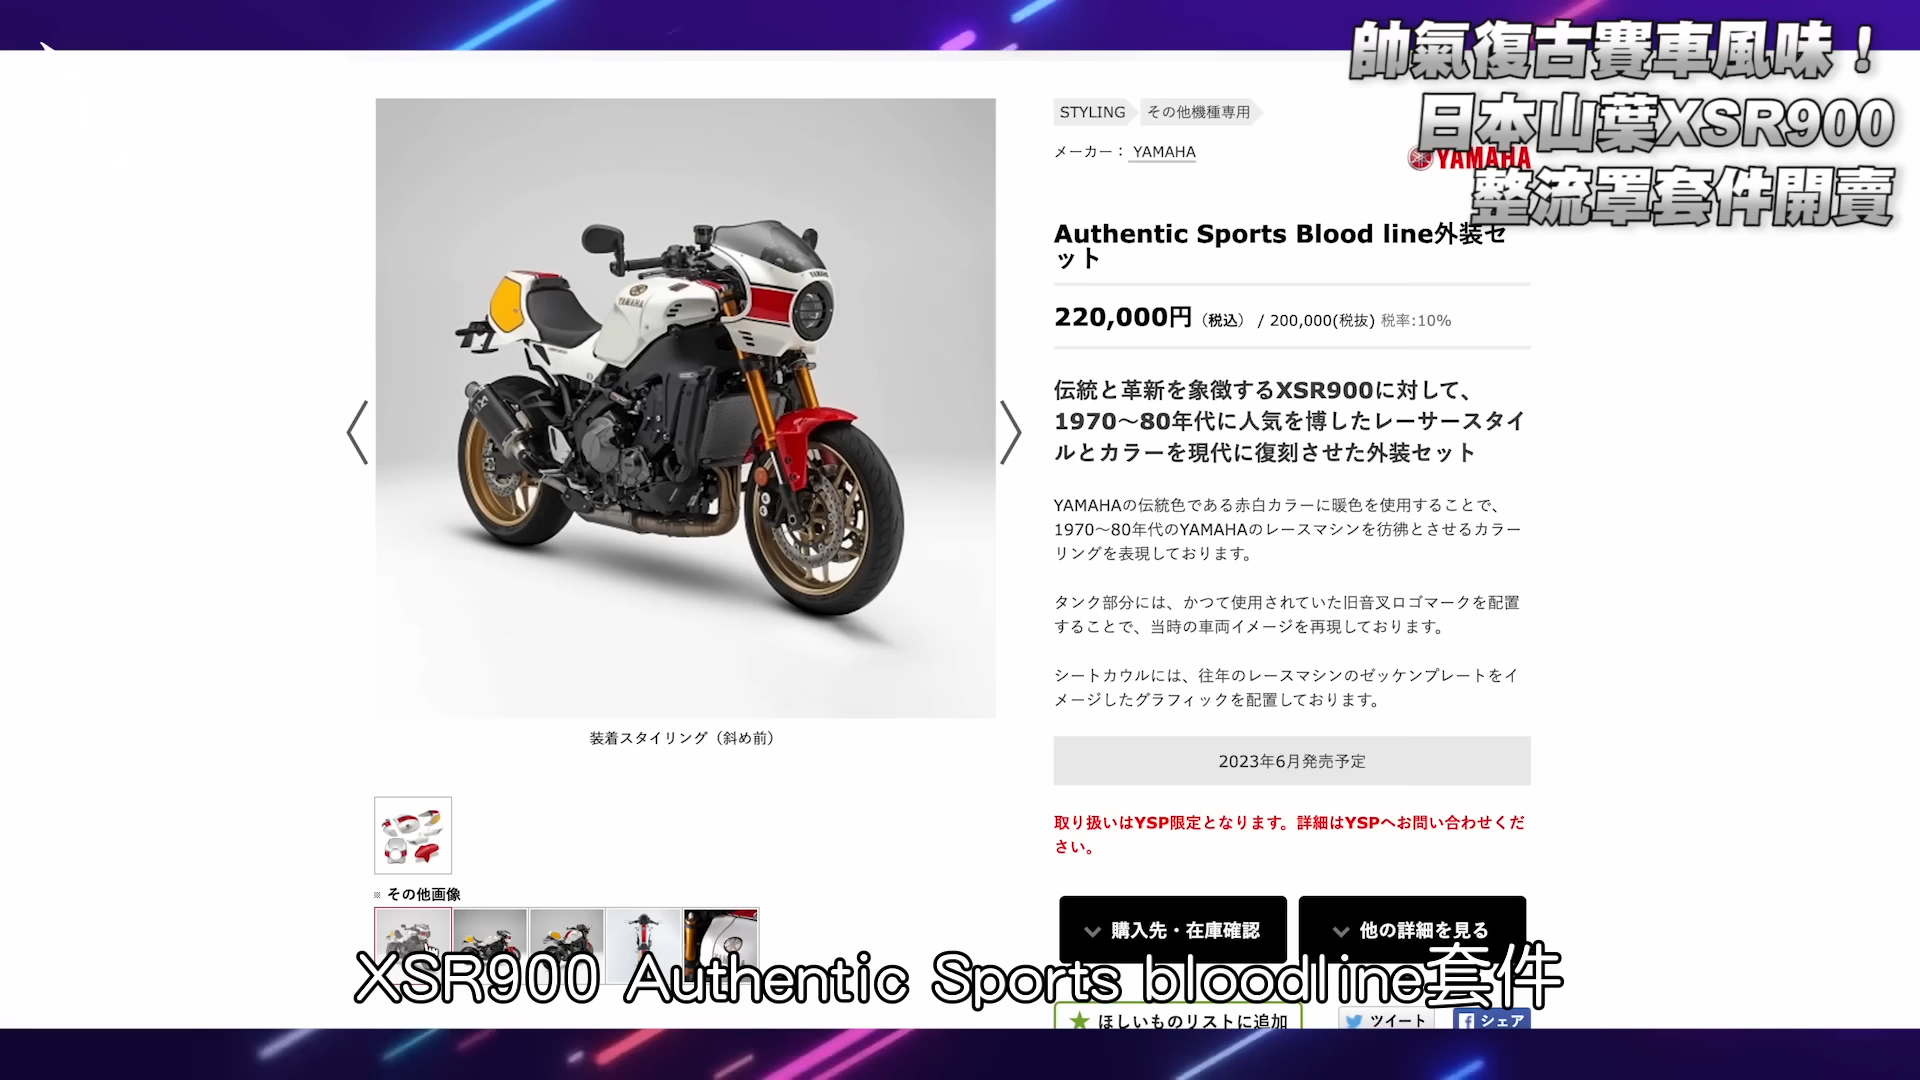 帥氣復古賽車風味！
日本山葉XSR900
整流罩套件開賣
STYLING その他機種専用
メーカー： YAMAHA
YAMAHA
Authentic Sports Blood line外装セ
ット
220,000円（税込） / 200,000(税抜) 税率:10%
伝統と革新を象徴するXSR900に対して、
1970～80年代に人気を博したレーサースタイ
ルとカラーを現代に復刻させた外装セット
YAMAHAの伝統色である赤白カラーに暖色を使用することで、
1970～80年代のYAMAHAのレースマシンを彷彿とさせるカラー
リングを表現しております。
タンク部分には、かつて使用されていた旧音叉ロゴマークを配置
することで、当時の車両イメージを再現しております。
シートカウルには、往年のレースマシンのゼッケンプレートをイ
メージしたグラフィックを配置しております。
2023年6月発売予定
取り扱いはYSP限定となります。詳細はYSPへお問い合わせくだ
さい。
購入先・在庫確認
他の詳細を見る
ほしいものリストに追加
ツイート
シェア
YAMAHA
YAMAHA
装着スタイリング（斜め前）
※ その他画像
XSR900 Authentic Sports bloodline套件